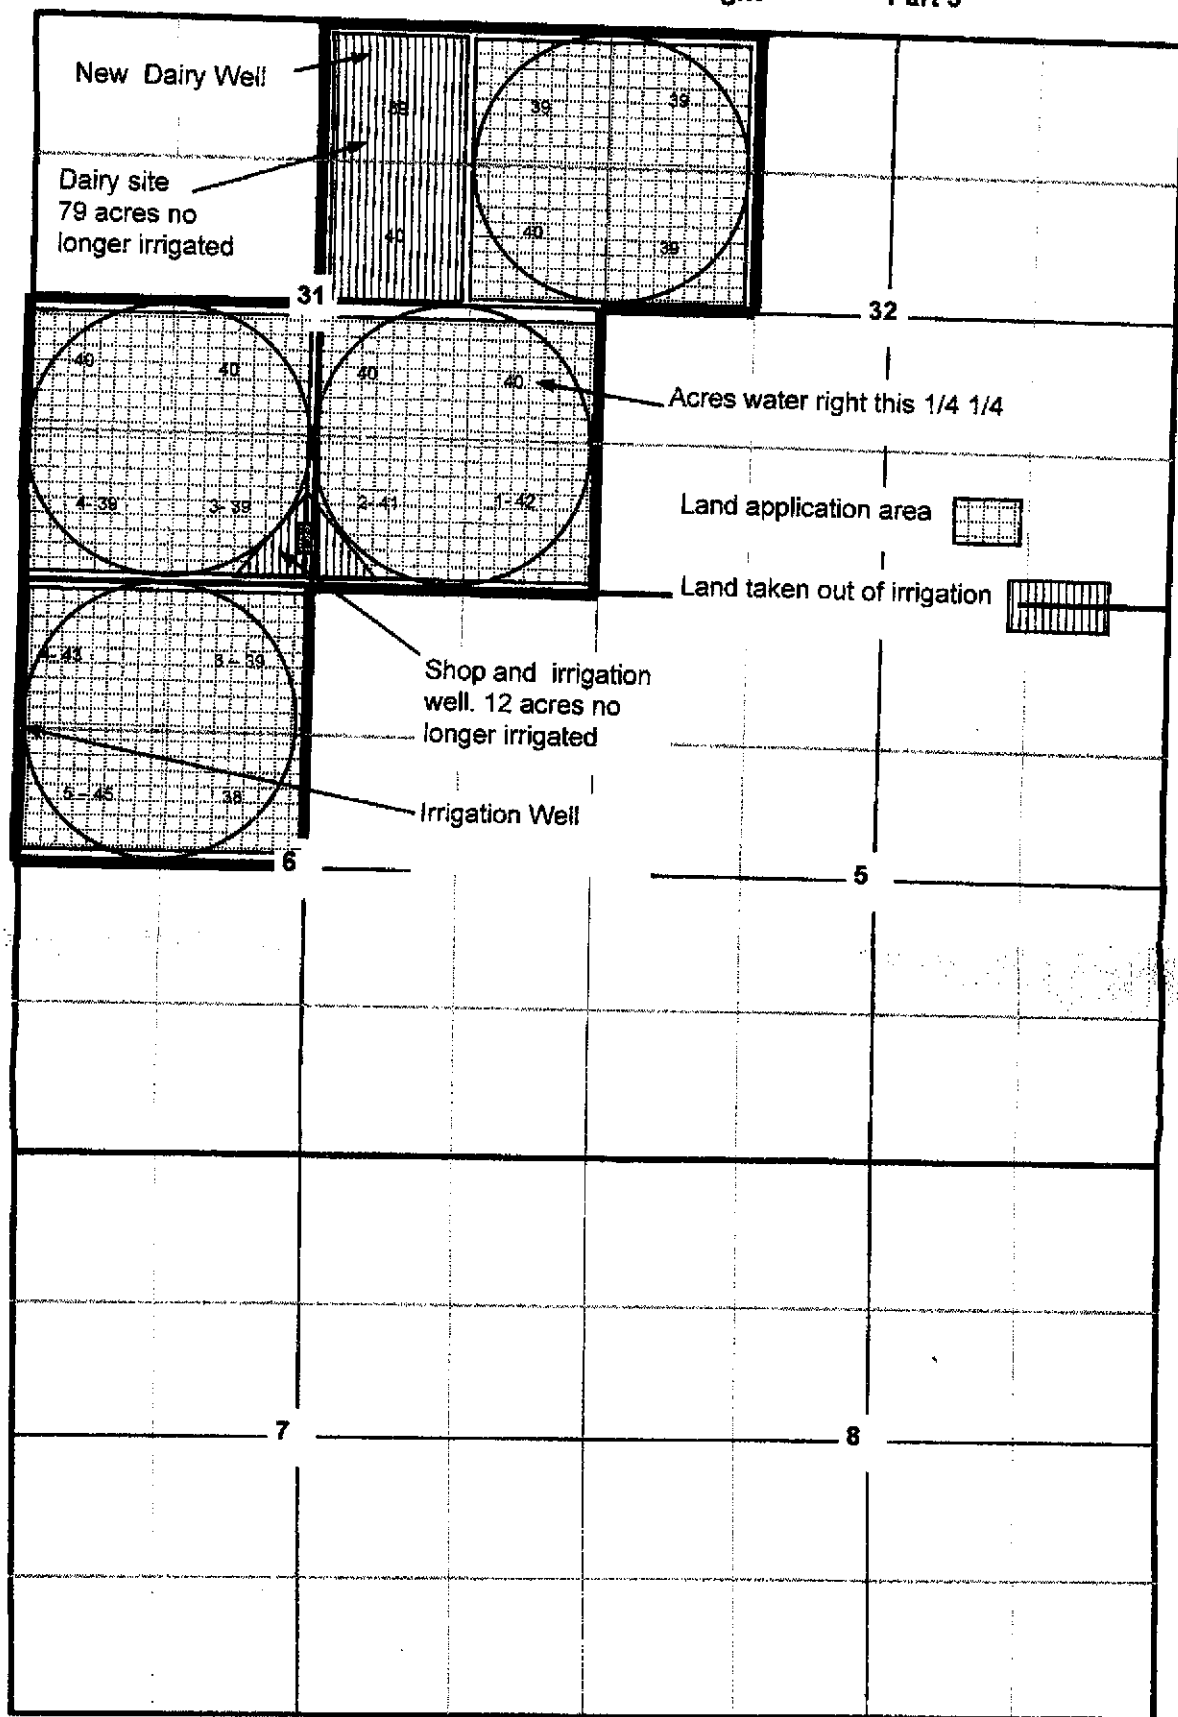 Part 3
New Dairy Well
39
39
39
Dairy site
79 acres no
longer irrigated
40
40
39
31
32
40
40
40
40
Acres water right this 1/4 1/4
4- 39
3- 39
2- 41
1- 42
Land application area
Land taken out of irrigation
4- 43
3 - 39
Shop and irrigation
well. 12 acres no
longer irrigated
5 - 45
38
Irrigation Well
6
5
7
8